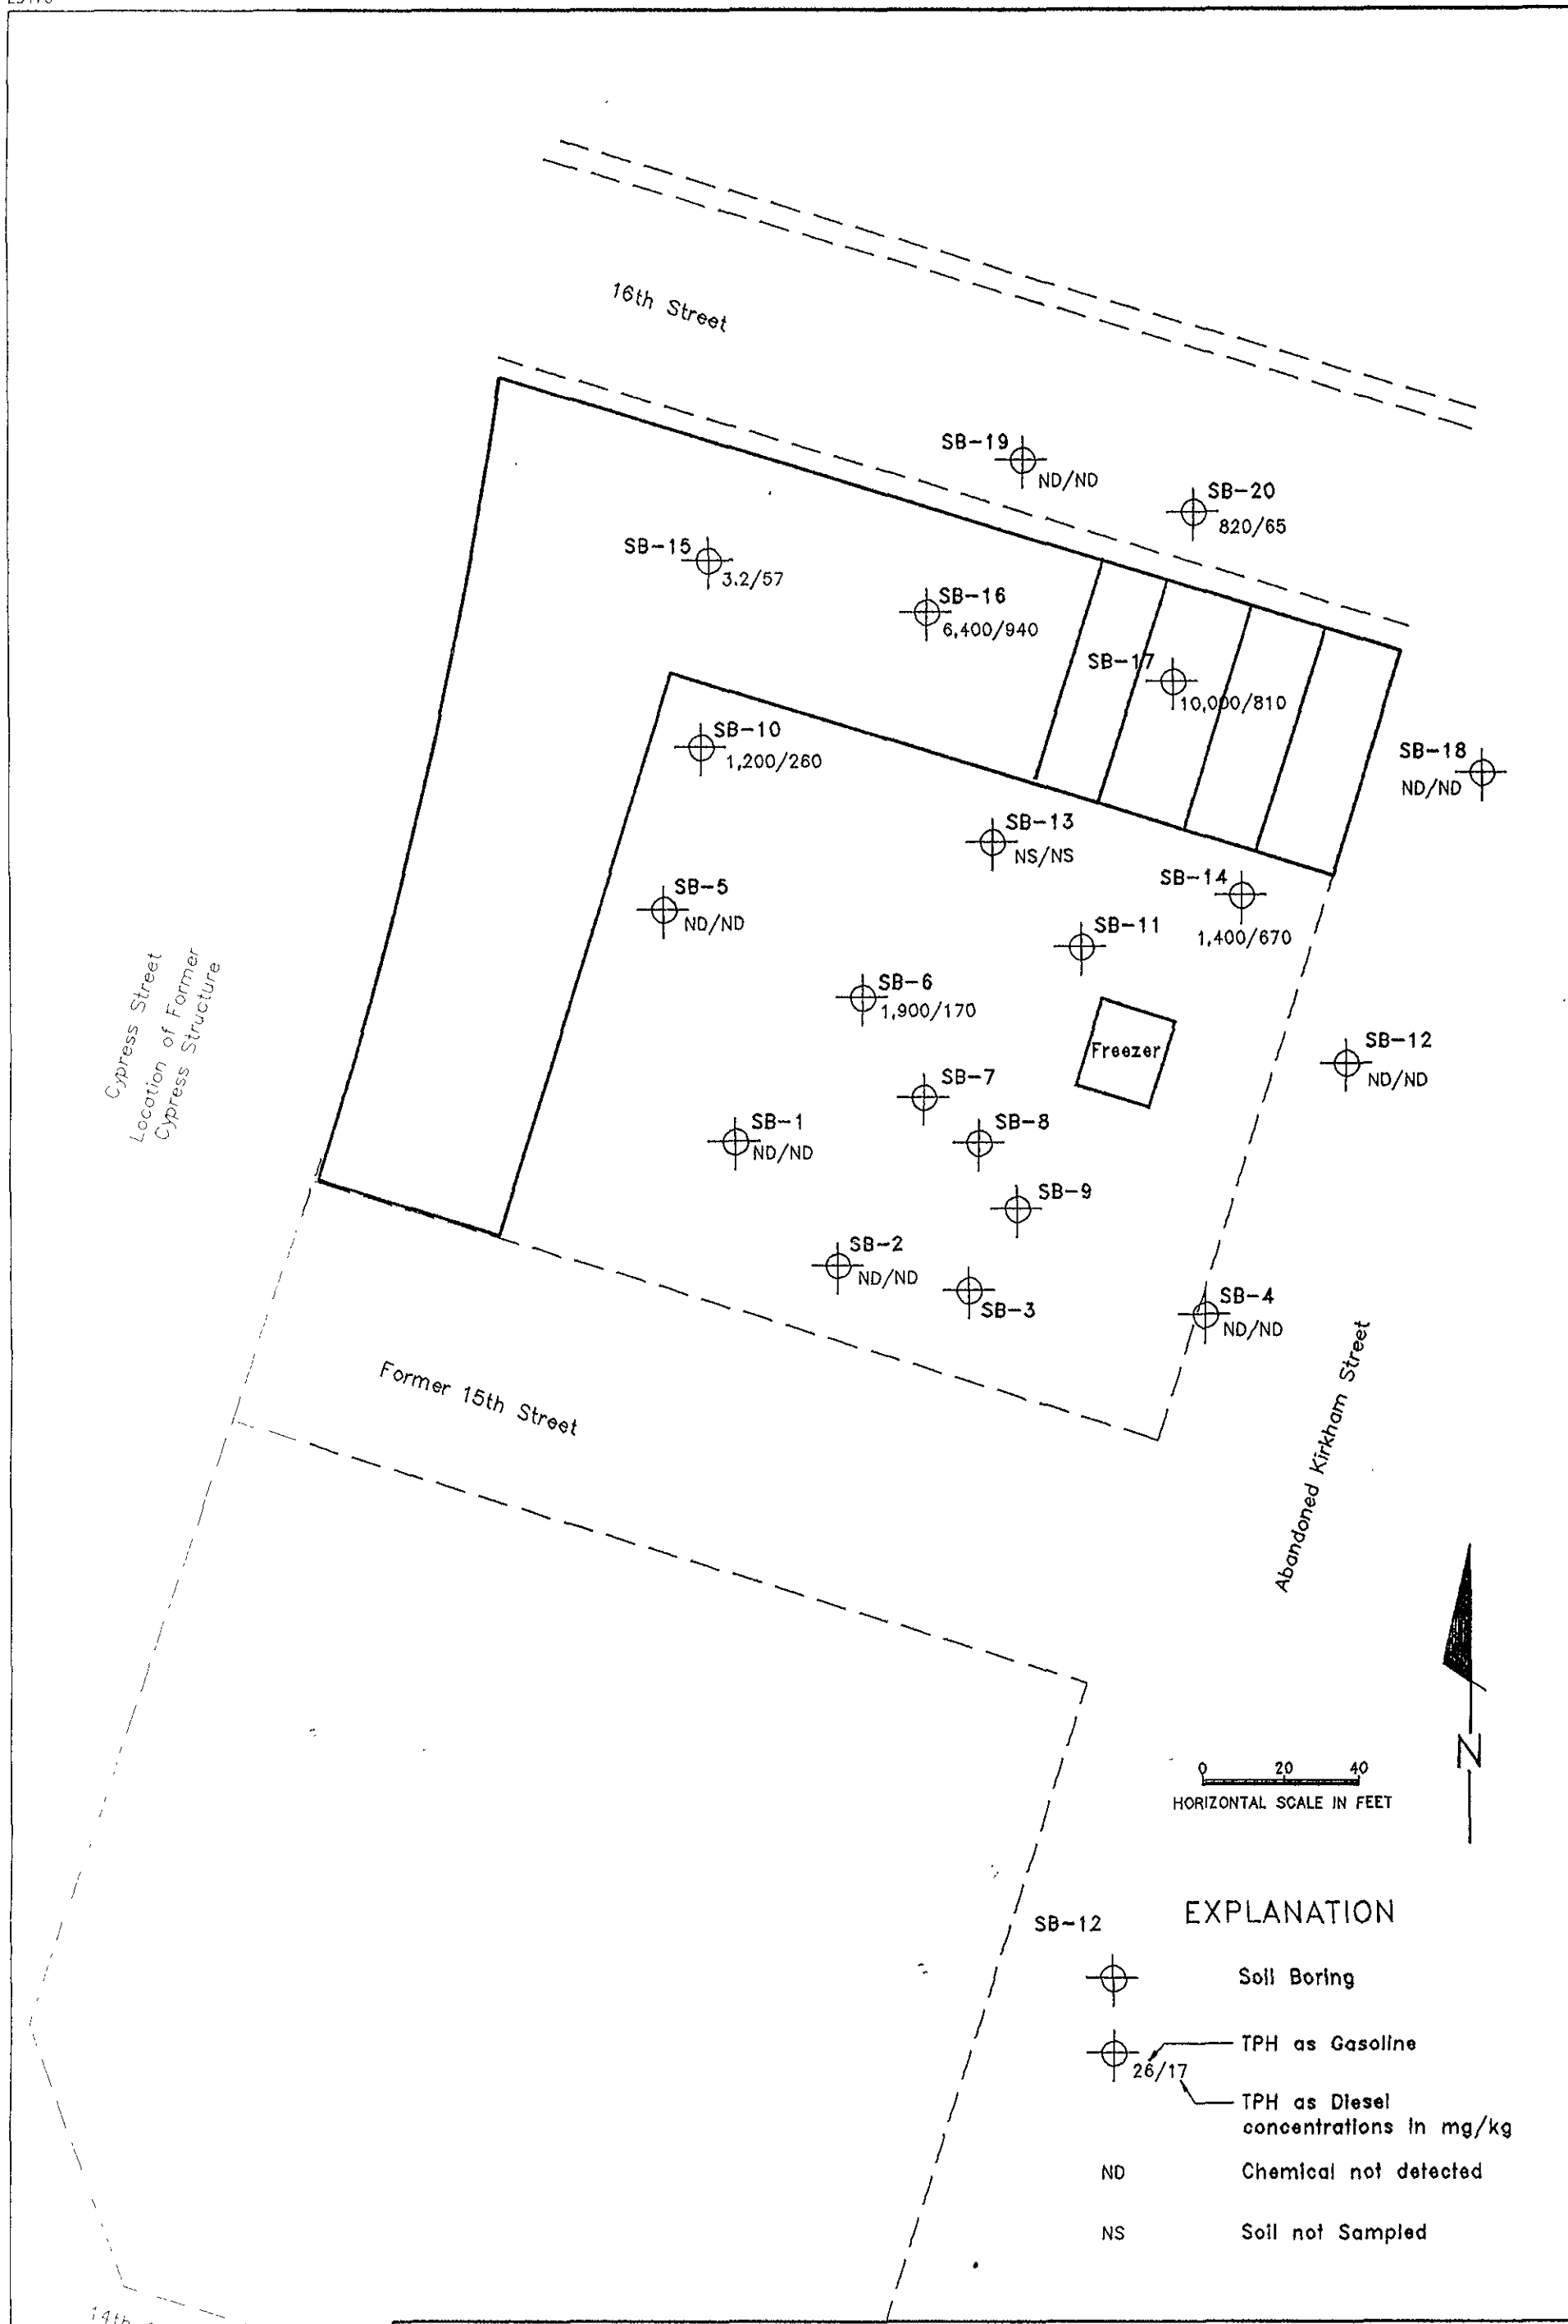 16th Street
SB-19
ND/ND
SB-20
820/65
SB-15
3.2/57
SB-16
6,400/940
SB-17
10,000/810
SB-10
1,200/260
SB-18
ND/ND
SB-13
NS/NS
SB-14
1,400/670
SB-5
ND/ND
SB-11
SB-6
1,900/170
Freezer
SB-12
ND/ND
Cypress Street
Location of Former
Cypress Structure
SB-7
SB-1
ND/ND
SB-8
SB-9
SB-2
ND/ND
SB-3
SB-4
ND/ND
Former 15th Street
Abandoned Kirkham Street
N
0 20 40
HORIZONTAL SCALE IN FEET
EXPLANATION
SB-12
Soil Boring
TPH as Gasoline
26/17
TPH as Diesel
concentrations in mg/kg
ND Chemical not detected
NS Soil not Sampled
14th